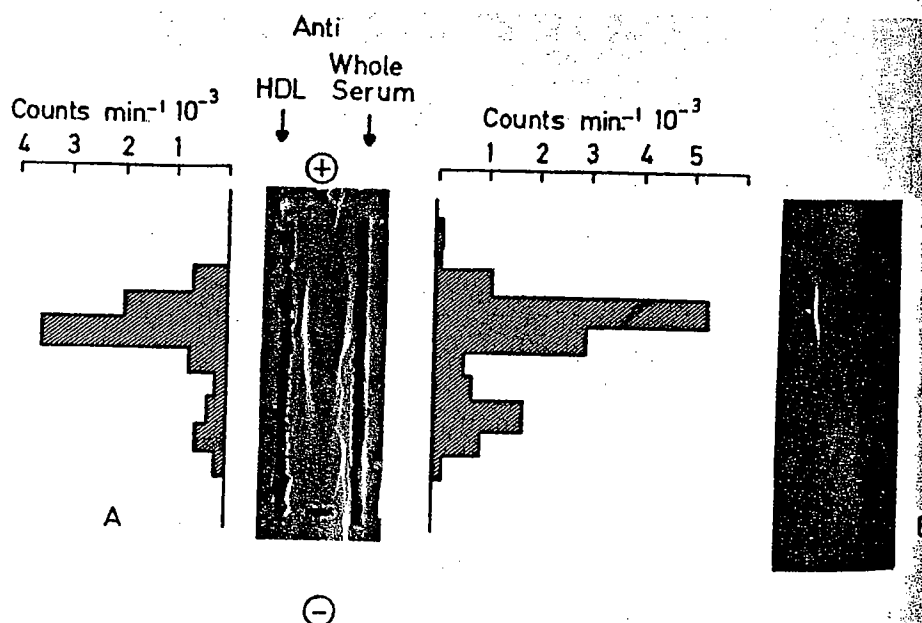 Anti
HDL
Whole
Serum
Counts min.⁻¹ 10⁻³
4 3 2 1
Counts min.⁻¹ 10⁻³
1 2 3 4 5
+
A
−